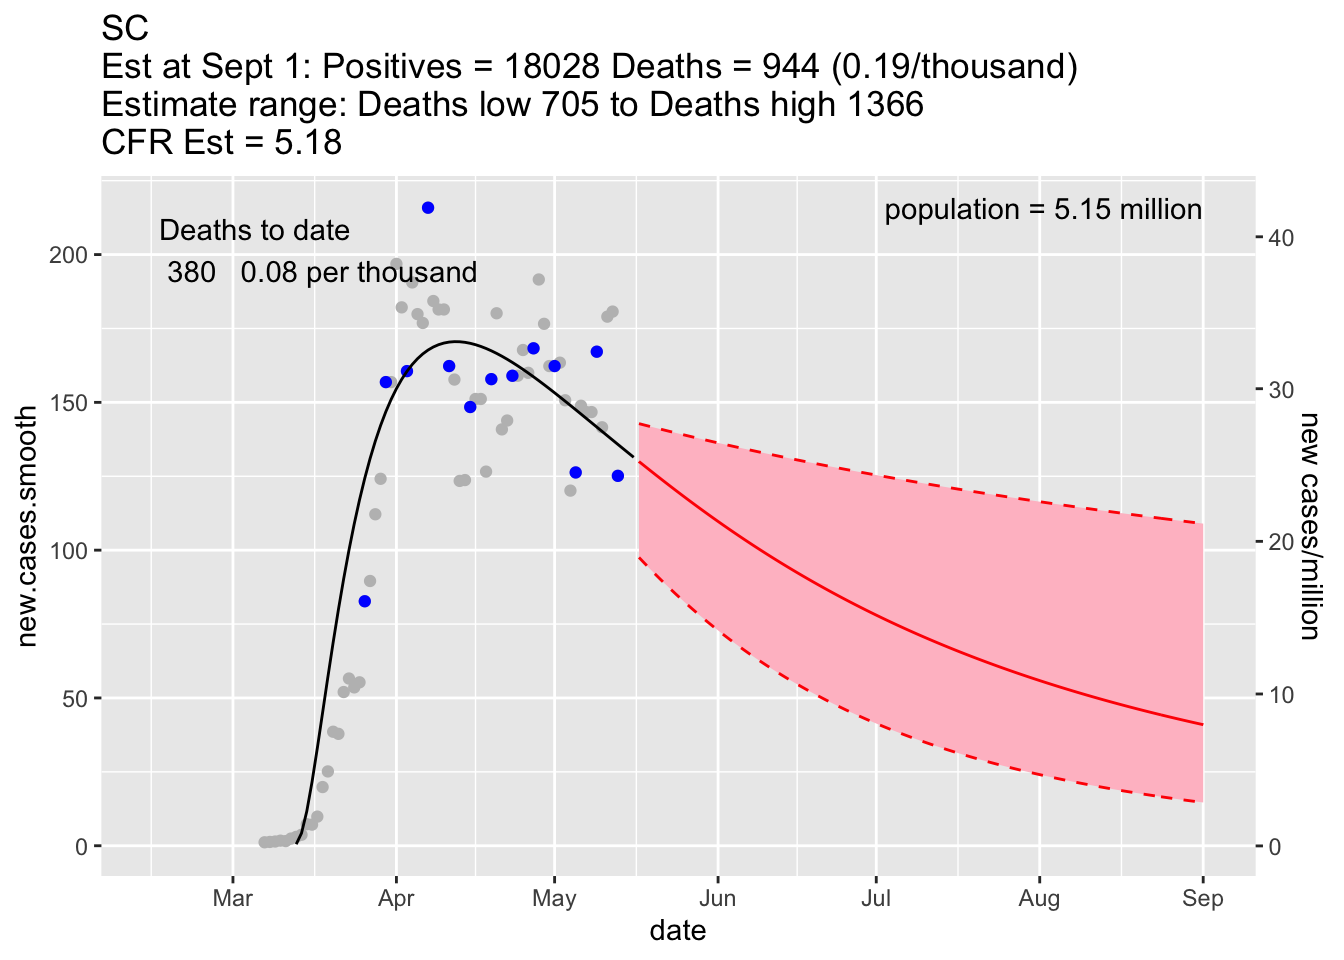 SC
Est at Sept 1: Positives = 18028 Deaths = 944 (0.19/thousand)
Estimate range: Deaths low 705 to Deaths high 1366
CFR Est = 5.18
Deaths to date
380 0.08 per thousand
population = 5.15 million
200
150
100
50
0
new.cases.smooth
40
30
20
10
0
new cases/million
Mar Apr May Jun Jul Aug Sep
date